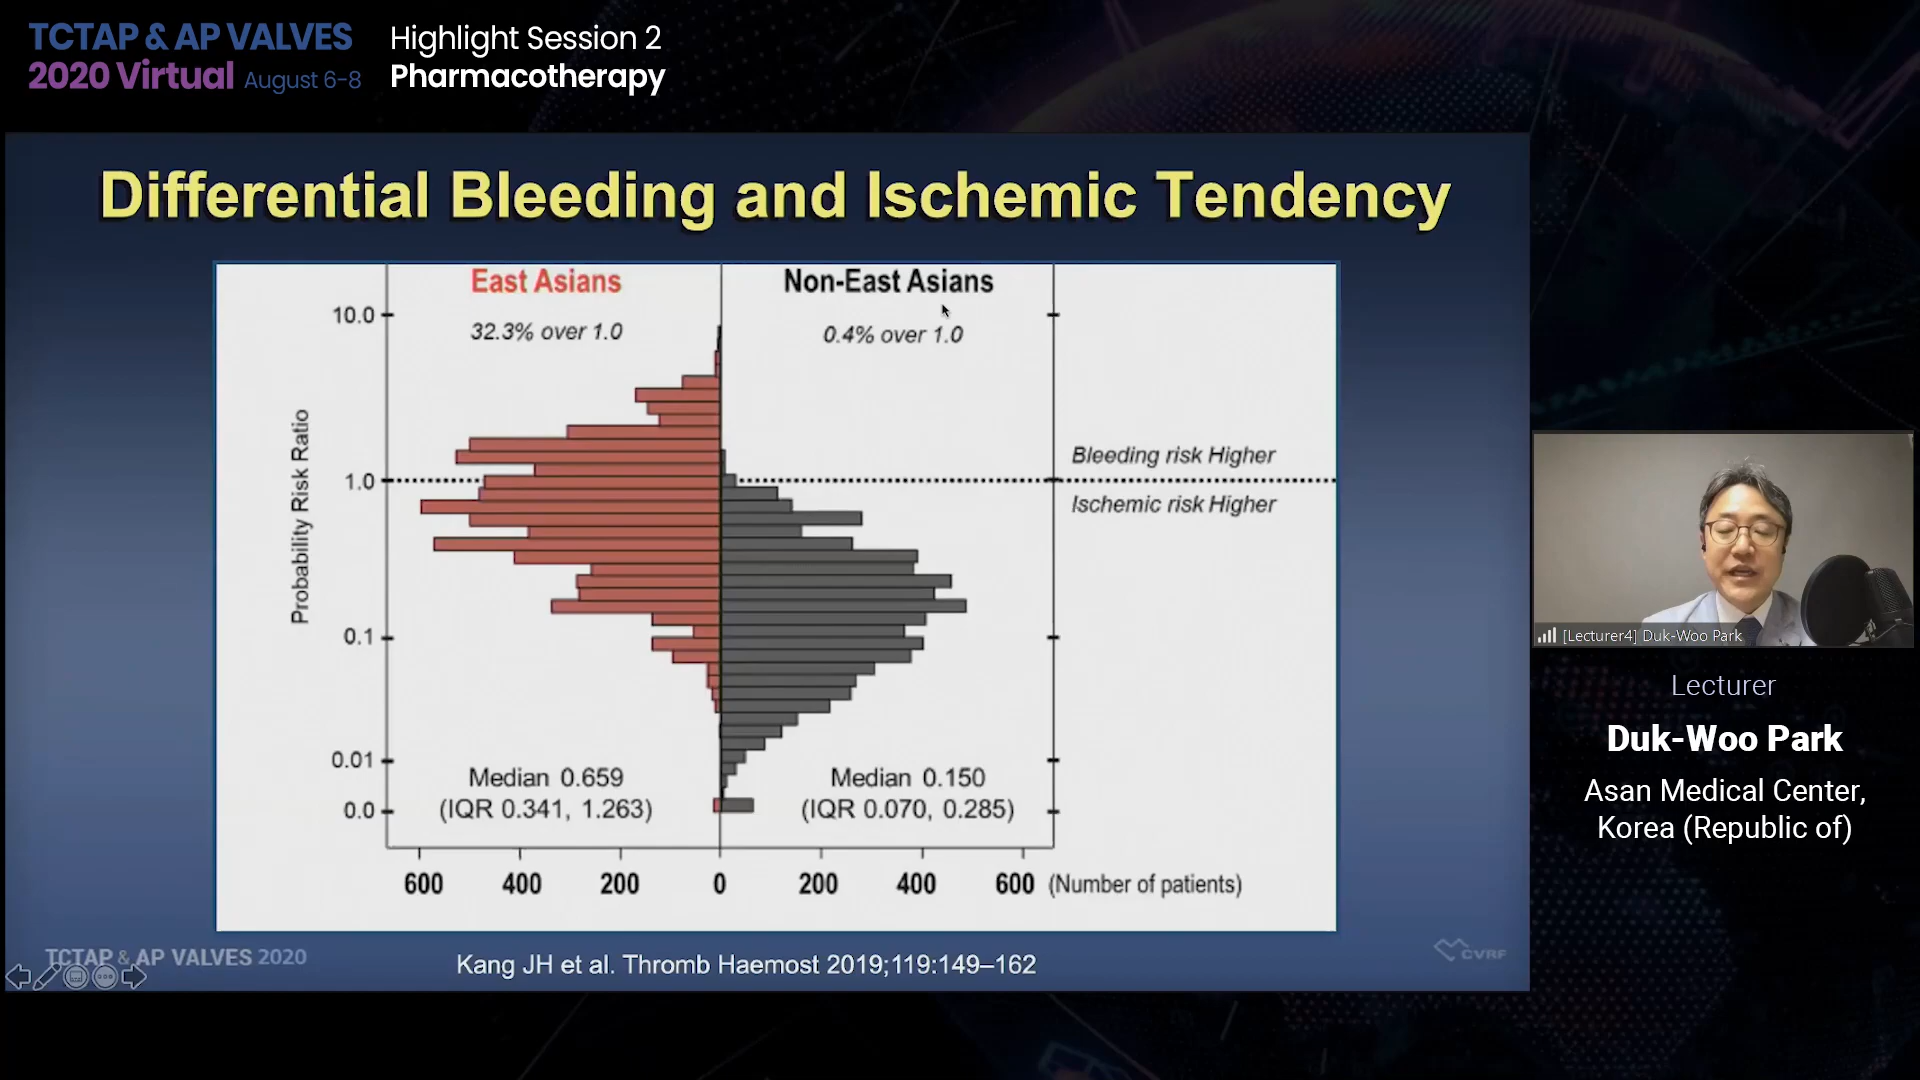 TCTAP & AP VALVES
2020 Virtual August 6-8
Highlight Session 2
Pharmacotherapy
Differential Bleeding and Ischemic Tendency
East Asians
32.3% over 1.0
Non-East Asians
0.4% over 1.0
Probability Risk Ratio
10.0
1.0
0.1
0.01
0.0
Bleeding risk Higher
Ischemic risk Higher
Median 0.659
(IQR 0.341, 1.263)
Median 0.150
(IQR 0.070, 0.285)
600 400 200 0 200 400 600 (Number of patients)
TCTAP & AP VALVES 2020
Kang JH et al. Thromb Haemost 2019;119:149–162
CVRF
[Lecturer4] Duk-Woo Park
Lecturer
Duk-Woo Park
Asan Medical Center,
Korea (Republic of)